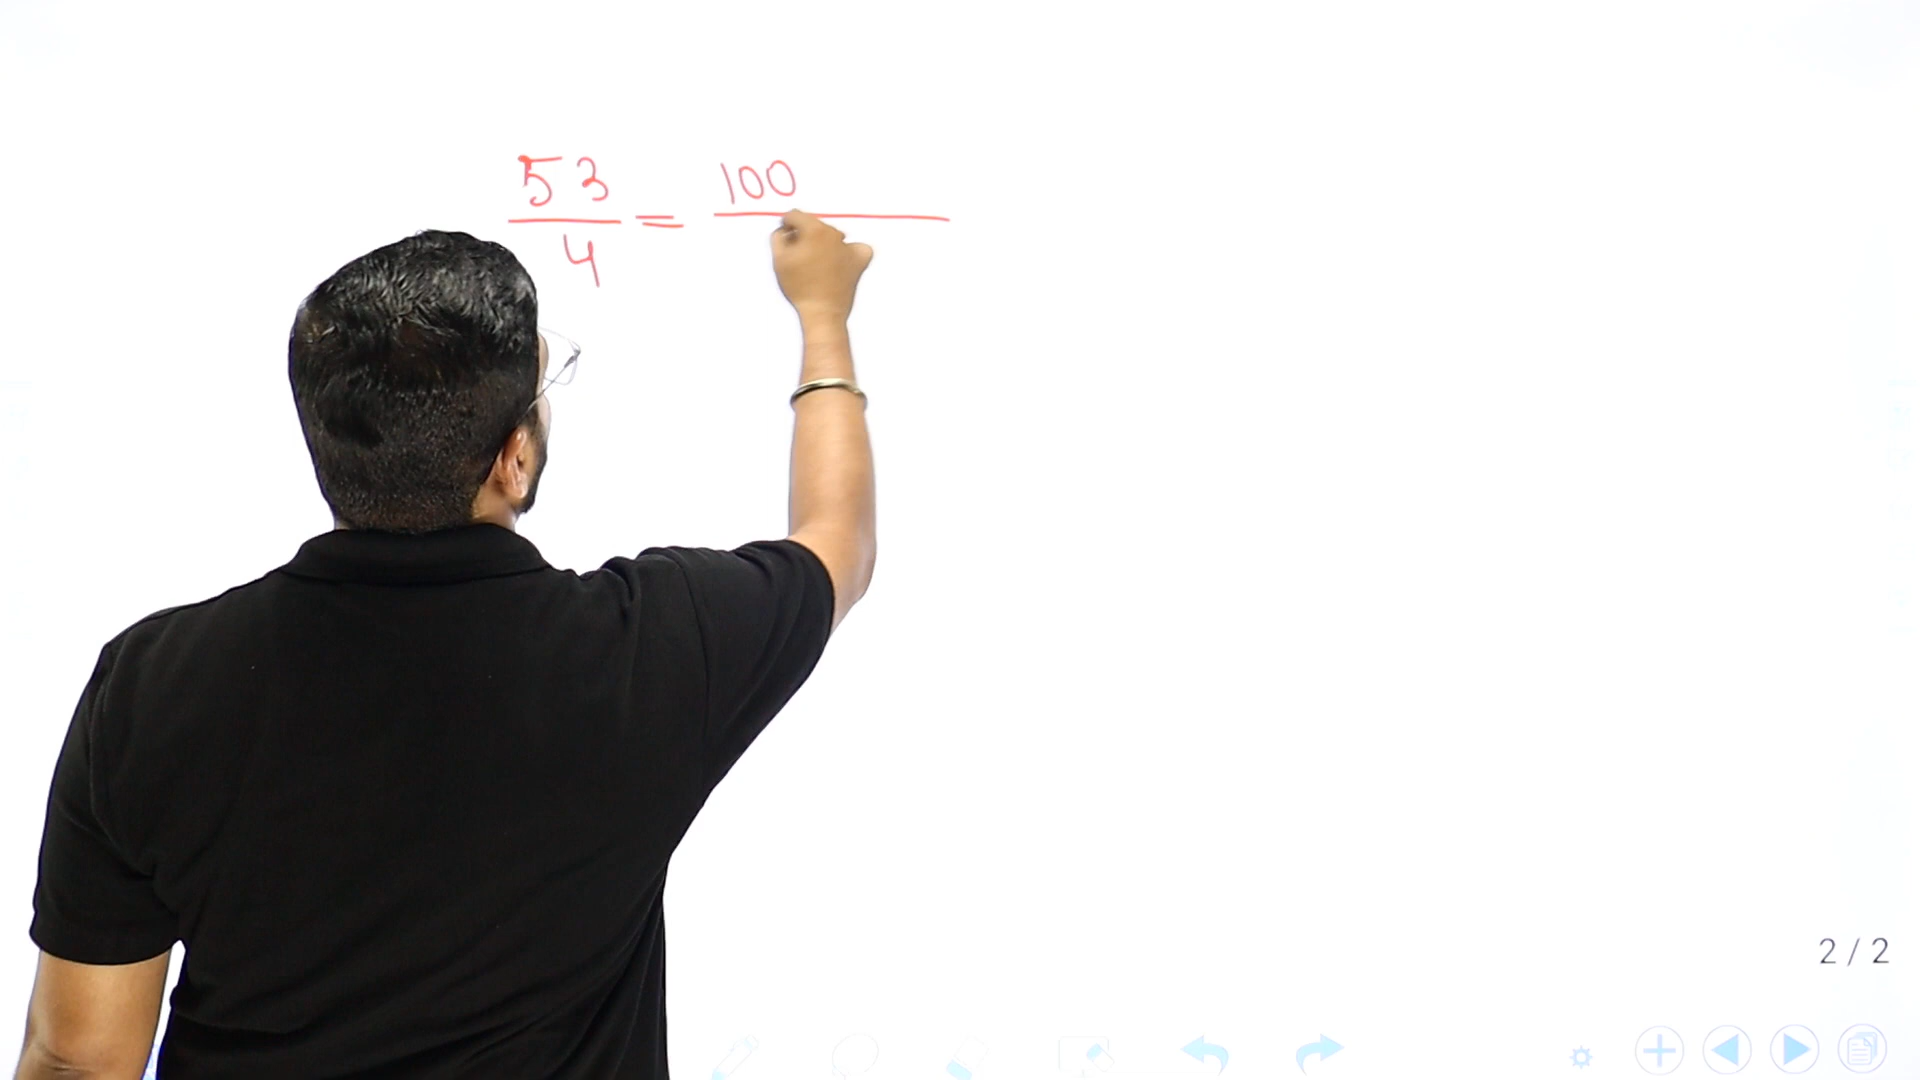 53/4 = 100/
2 / 2